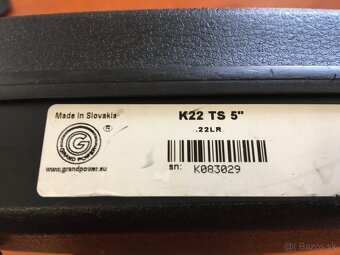 Made in Slovakia
K22 TS 5"
.22LR
G
®
GRAND POWER
www.grandpower.eu
sn: K083029
Bazos.sk